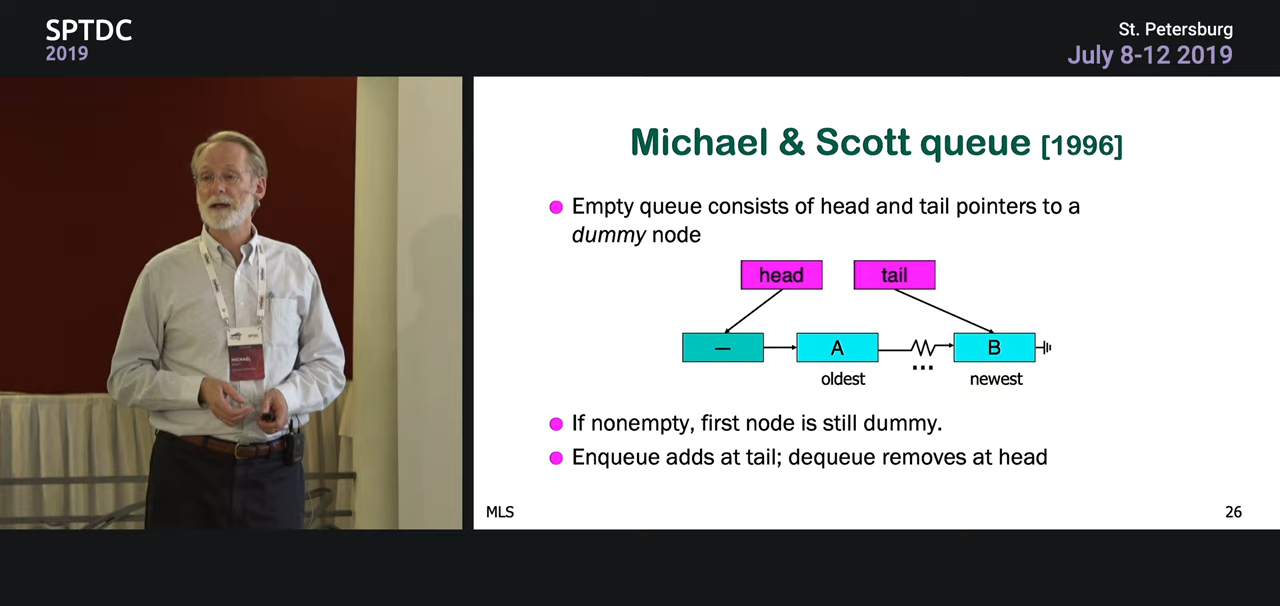 SPTDC
2019
St. Petersburg
July 8-12 2019
Michael & Scott queue [1996]
Empty queue consists of head and tail pointers to a
dummy node
head
tail
–
A
...
B
oldest
newest
If nonempty, first node is still dummy.
Enqueue adds at tail; dequeue removes at head
MLS
26
SPTDC
MICHAEL